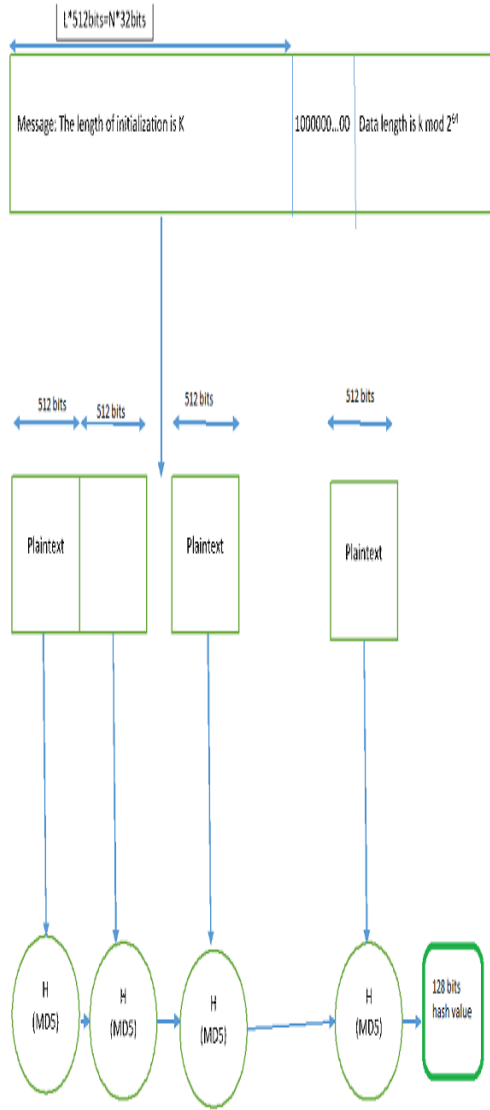 L*512bits=N*32bits
Message: The length of initialization is K
1000000...00
Data length is k mod 2^64
512 bits
512 bits
512 bits
512 bits
Plaintext
Plaintext
Plaintext
H
(MD5)
H
(MD5)
H
(MD5)
H
(MD5)
128 bits
hash value